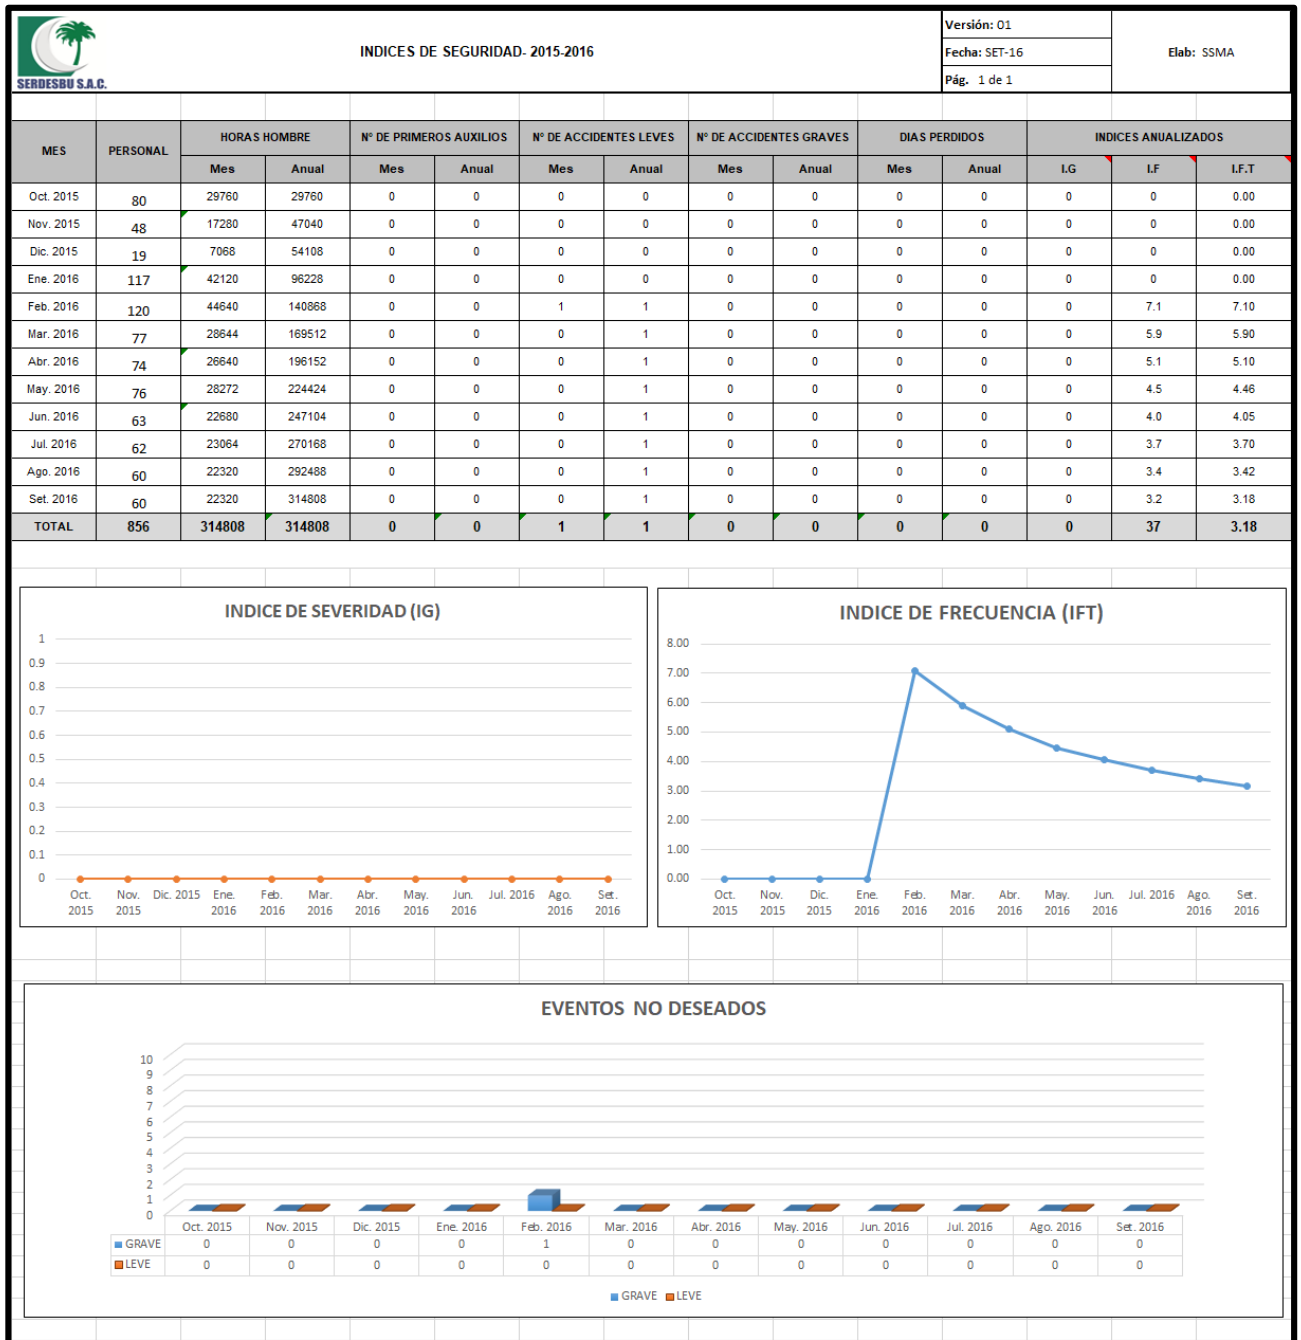 SERDESBU S.A.C.
INDICES DE SEGURIDAD- 2015-2016
Versión: 01
Fecha: SET-16
Pág. 1 de 1
Elab: SSMA
MES PERSONAL HORAS HOMBRE N° DE PRIMEROS AUXILIOS N° DE ACCIDENTES LEVES N° DE ACCIDENTES GRAVES DIAS PERDIDOS INDICES ANUALIZADOS
Mes Anual Mes Anual Mes Anual Mes Anual Mes Anual I.G I.F I.F.T
Oct. 2015 80 29760 29760 0 0 0 0 0 0 0 0 0 0 0.00
Nov. 2015 48 17280 47040 0 0 0 0 0 0 0 0 0 0 0.00
Dic. 2015 19 7068 54108 0 0 0 0 0 0 0 0 0 0 0.00
Ene. 2016 117 42120 96228 0 0 0 0 0 0 0 0 0 0 0.00
Feb. 2016 120 44640 140868 0 0 1 1 0 0 0 0 0 7.1 7.10
Mar. 2016 77 28644 169512 0 0 0 1 0 0 0 0 0 5.9 5.90
Abr. 2016 74 26640 196152 0 0 0 1 0 0 0 0 0 5.1 5.10
May. 2016 76 28272 224424 0 0 0 1 0 0 0 0 0 4.5 4.46
Jun. 2016 63 22680 247104 0 0 0 1 0 0 0 0 0 4.0 4.05
Jul. 2016 62 23064 270168 0 0 0 1 0 0 0 0 0 3.7 3.70
Ago. 2016 60 22320 292488 0 0 0 1 0 0 0 0 0 3.4 3.42
Set. 2016 60 22320 314808 0 0 0 1 0 0 0 0 0 3.2 3.18
TOTAL 856 314808 314808 0 0 1 1 0 0 0 0 0 37 3.18
INDICE DE SEVERIDAD (IG)
1
0.9
0.8
0.7
0.6
0.5
0.4
0.3
0.2
0.1
0
Oct. Nov. Dic. 2015 Ene. Feb. Mar. Abr. May. Jun. Jul. 2016 Ago. Set.
2015 2015 2016 2016 2016 2016 2016 2016 2016 2016
INDICE DE FRECUENCIA (IFT)
8.00
7.00
6.00
5.00
4.00
3.00
2.00
1.00
0.00
Oct. Nov. Dic. Ene. Feb. Mar. Abr. May. Jun. Jul. 2016 Ago. Set.
2015 2015 2015 2016 2016 2016 2016 2016 2016 2016 2016
EVENTOS NO DESEADOS
10
9
8
7
6
5
4
3
2
1
0
Oct. 2015 Nov. 2015 Dic. 2015 Ene. 2016 Feb. 2016 Mar. 2016 Abr. 2016 May. 2016 Jun. 2016 Jul. 2016 Ago. 2016 Set. 2016
GRAVE 0 0 0 0 1 0 0 0 0 0 0 0
LEVE 0 0 0 0 0 0 0 0 0 0 0 0
GRAVE LEVE